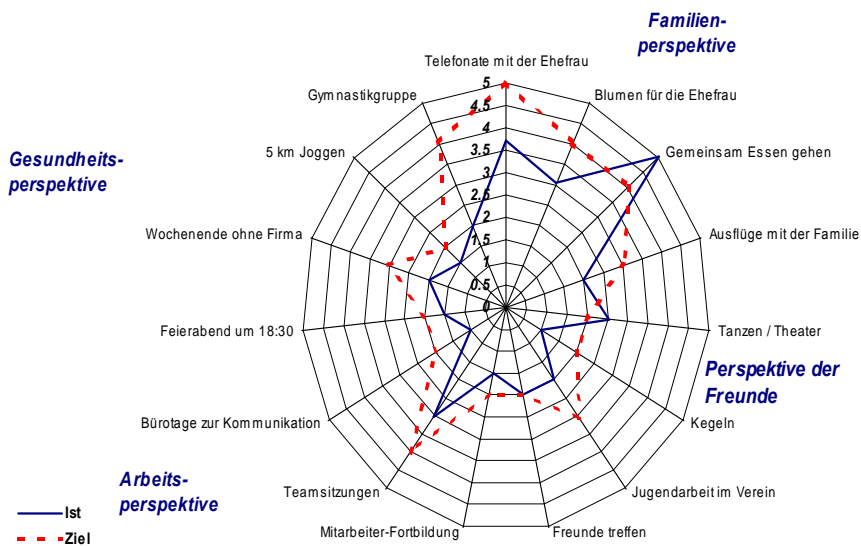 Familien-
perspektive
Telefonate mit der Ehefrau
Gymnastikgruppe
Blumen für die Ehefrau
5 km Joggen
Gemeinsam Essen gehen
Gesundheits-
perspektive
Wochenende ohne Firma
Ausflüge mit der Familie
Feierabend um 18:30
Tanzen / Theater
Perspektive der
Freunde
Bürotage zur Kommunikation
Kegeln
Arbeits-
perspektive
Teamsitzungen
Jugendarbeit im Verein
Mitarbeiter-Fortbildung
Freunde treffen
5
4.5
4
3.5
3
2.5
2
1.5
1
0.5
0
Ist
Ziel